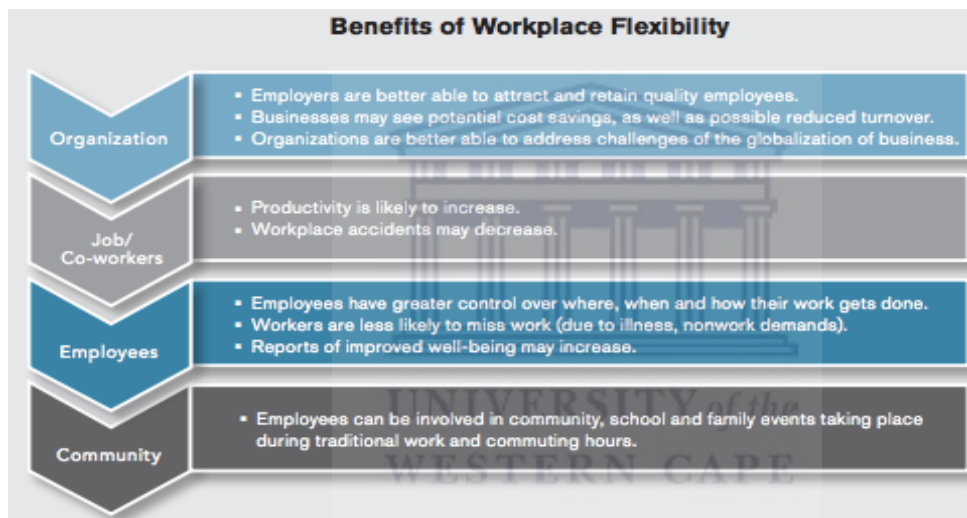 Benefits of Workplace Flexibility
Organization
▪ Employers are better able to attract and retain quality employees.
▪ Businesses may see potential cost savings, as well as possible reduced turnover.
▪ Organizations are better able to address challenges of the globalization of business.
Job/
Co-workers
▪ Productivity is likely to increase.
▪ Workplace accidents may decrease.
Employees
▪ Employees have greater control over where, when and how their work gets done.
▪ Workers are less likely to miss work (due to illness, nonwork demands).
▪ Reports of improved well-being may increase.
Community
▪ Employees can be involved in community, school and family events taking place
during traditional work and commuting hours.
UNIVERSITY of the
WESTERN CAPE